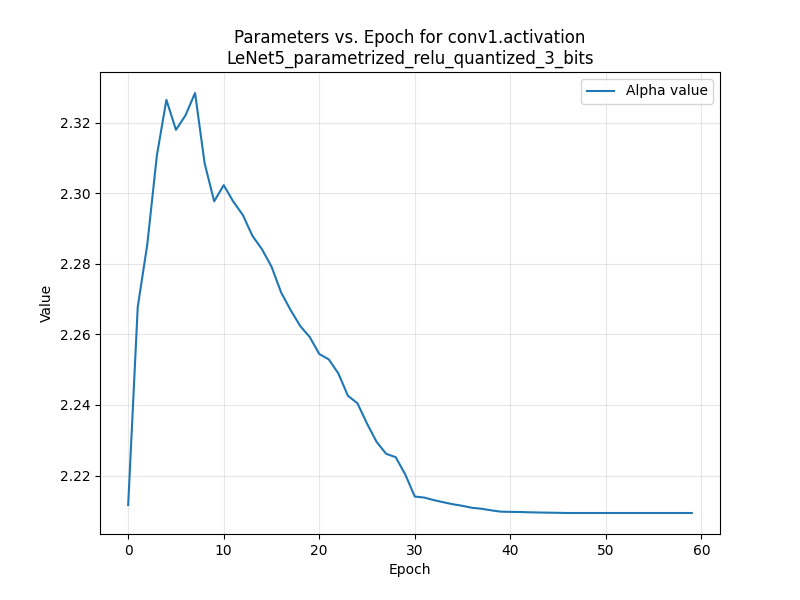 Parameters vs. Epoch for conv1.activation
LeNet5_parametrized_relu_quantized_3_bits
Alpha value
2.32
2.30
2.28
2.26
2.24
2.22
Value
0
10
20
30
40
50
60
Epoch